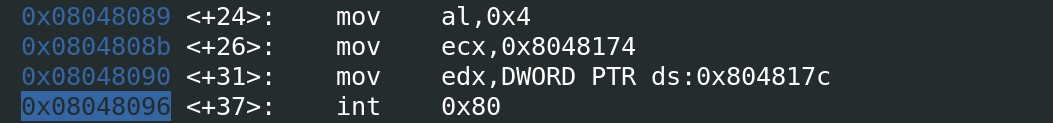 0x08048089 <+24>: mov al,0x4
0x0804808b <+26>: mov ecx,0x8048174
0x08048090 <+31>: mov edx,DWORD PTR ds:0x804817c
0x08048096 <+37>: int 0x80